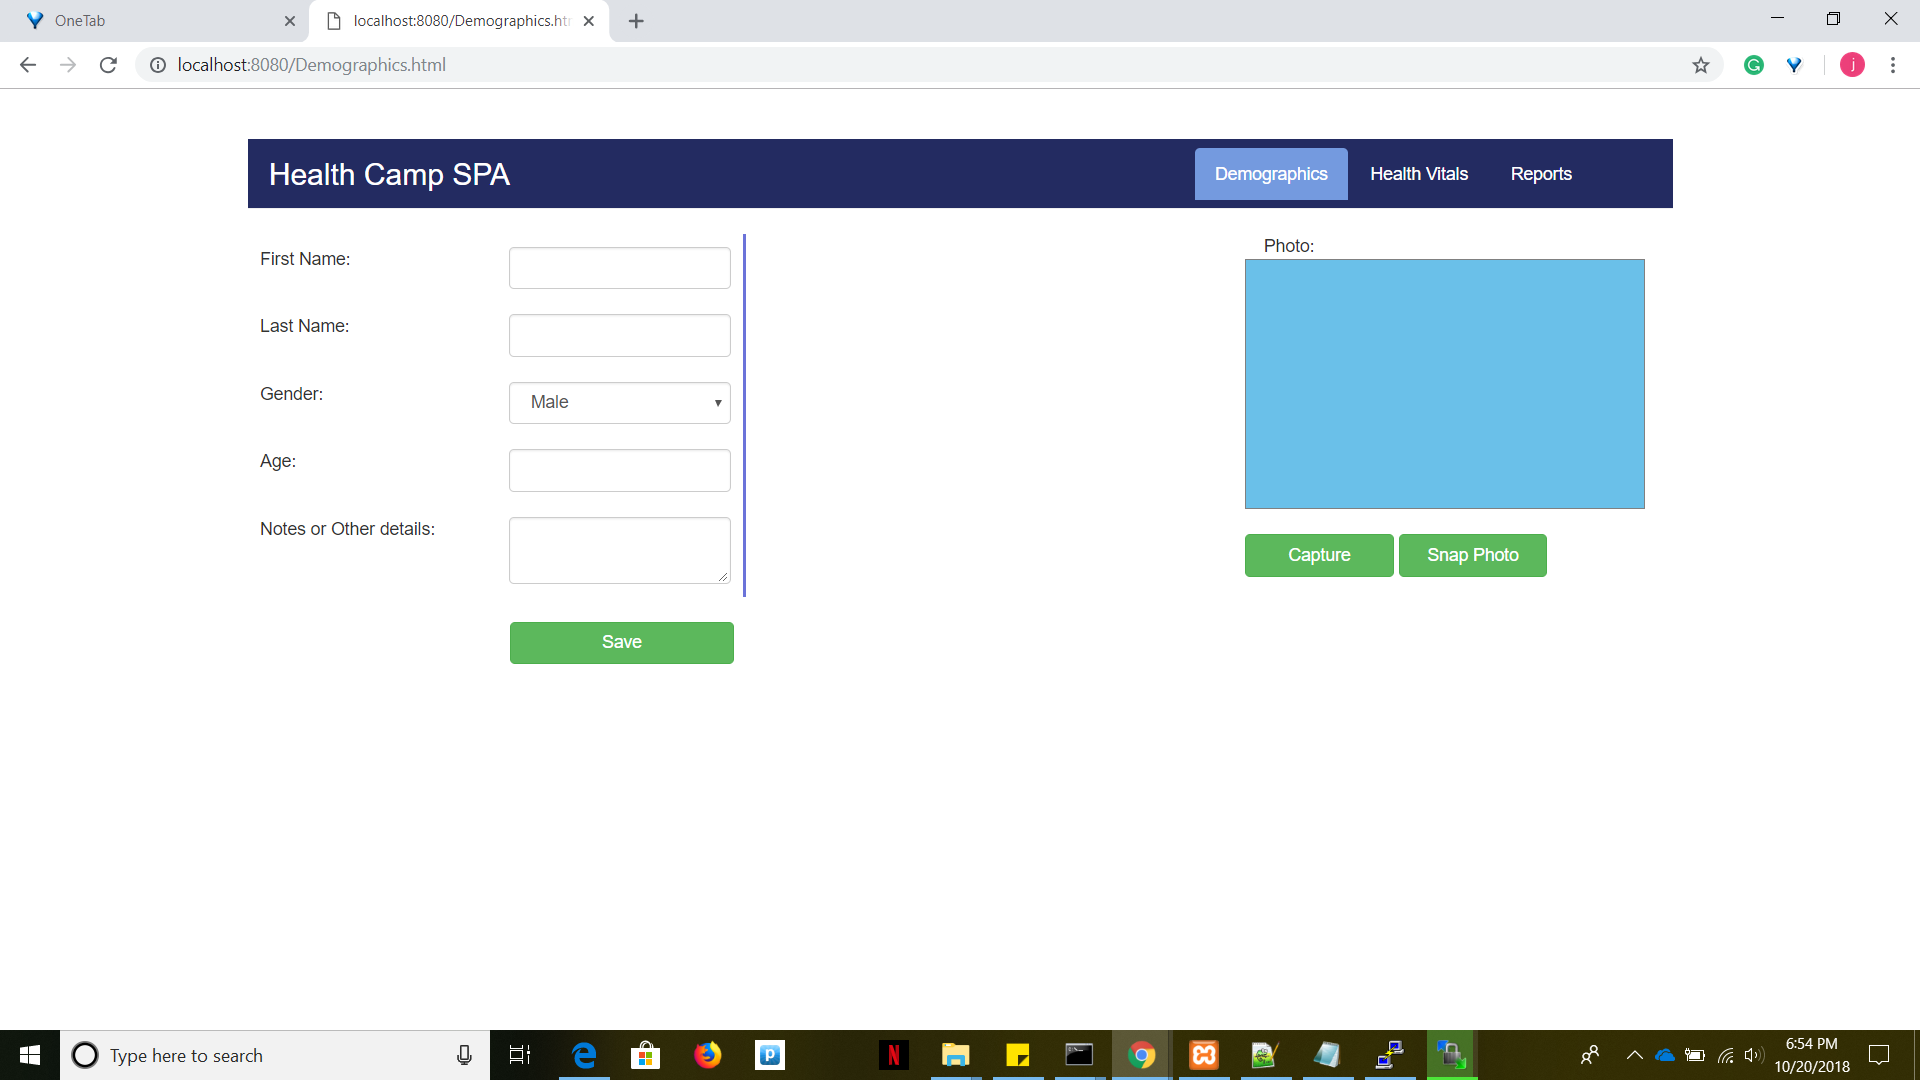 OneTab
localhost:8080/Demographics.ht
localhost:8080/Demographics.html
j
Health Camp SPA
Demographics
Health Vitals
Reports
First Name:
Last Name:
Gender:
Male
Age:
Notes or Other details:
Save
Photo:
Capture
Snap Photo
Type here to search
6:54 PM
10/20/2018